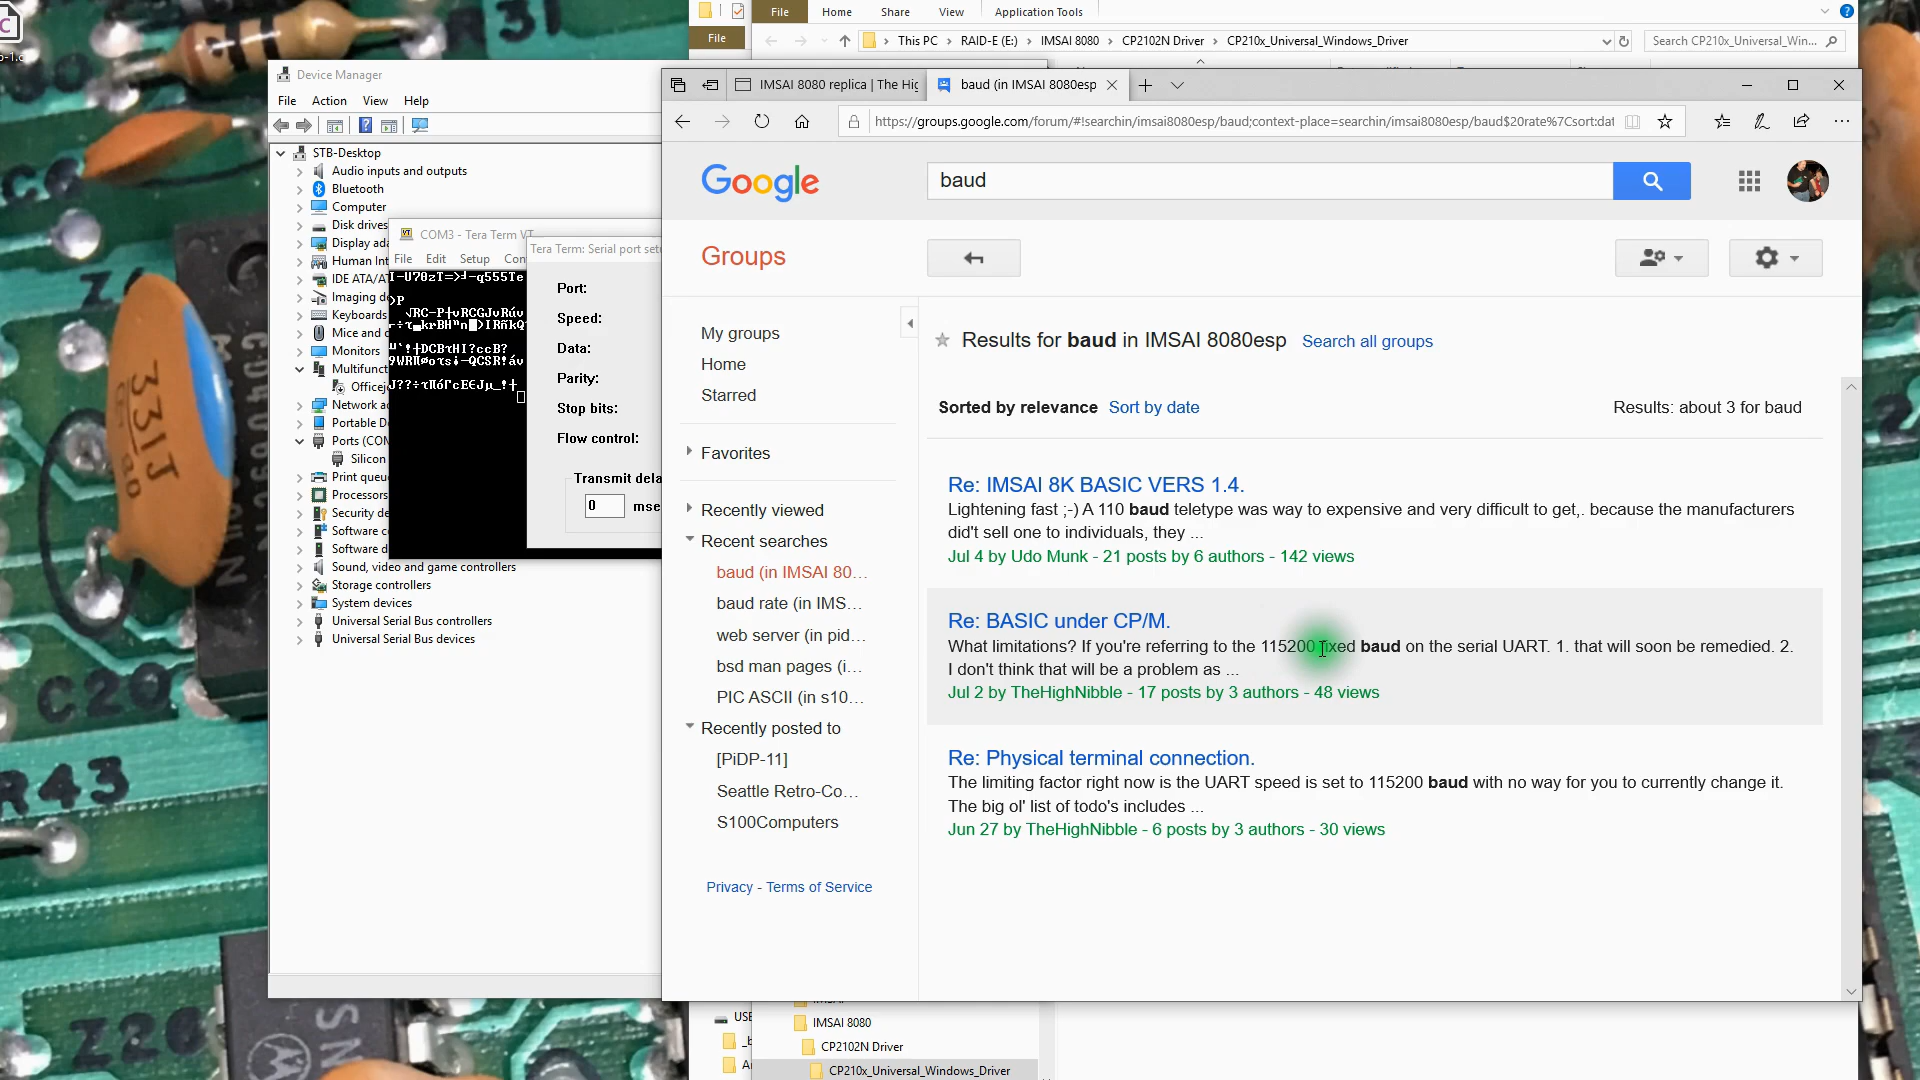 File
Home
Share
View
Application Tools
File
This PC
RAID-E (E:)
IMSAI 8080
CP2102N Driver
CP210x_Universal_Windows_Driver
Search CP210x_Universal_Win...
Device Manager
File
Action
View
Help
STB-Desktop
Audio inputs and outputs
Bluetooth
Computer
Disk drives
Display ada
Human Int
IDE ATA/AT
Imaging de
Keyboards
Mice and o
Monitors
Multifunct
Officej
Network ad
Portable De
Ports (COM
Silicon
Print queue
Processors
Security de
Software c
Software d
Sound, video and game controllers
Storage controllers
System devices
Universal Serial Bus controllers
Universal Serial Bus devices
COM3 - Tera Term VT
File
Edit
Setup
Con
Tera Term: Serial port setu
Port:
Speed:
Data:
Parity:
Stop bits:
Flow control:
Transmit dela
0
mse
IMSAI 8080 replica | The Hig
baud (in IMSAI 8080esp
https://groups.google.com/forum/#!searchin/imsai8080esp/baud;context-place=searchin/imsai8080esp/baud$20rate%7Csort:dat
Google
baud
Groups
My groups
Home
Starred
Favorites
Recently viewed
Recent searches
baud (in IMSAI 80...
baud rate (in IMS...
web server (in pid...
bsd man pages (i...
PIC ASCII (in s10...
Recently posted to
[PiDP-11]
Seattle Retro-Co...
S100Computers
Privacy - Terms of Service
Results for baud in IMSAI 8080esp
Search all groups
Sorted by relevance
Sort by date
Results: about 3 for baud
Re: IMSAI 8K BASIC VERS 1.4.
Lightening fast ;-) A 110 baud teletype was way to expensive and very difficult to get,. because the manufacturers
did't sell one to individuals, they ...
Jul 4 by Udo Munk - 21 posts by 6 authors - 142 views
Re: BASIC under CP/M.
What limitations? If you're referring to the 115200 fixed baud on the serial UART. 1. that will soon be remedied. 2.
I don't think that will be a problem as ...
Jul 2 by TheHighNibble - 17 posts by 3 authors - 48 views
Re: Physical terminal connection.
The limiting factor right now is the UART speed is set to 115200 baud with no way for you to currently change it.
The big ol' list of todo's includes ...
Jun 27 by TheHighNibble - 6 posts by 3 authors - 30 views
IMSAI 8080
CP2102N Driver
CP210x_Universal_Windows_Driver
331J
C20
R43